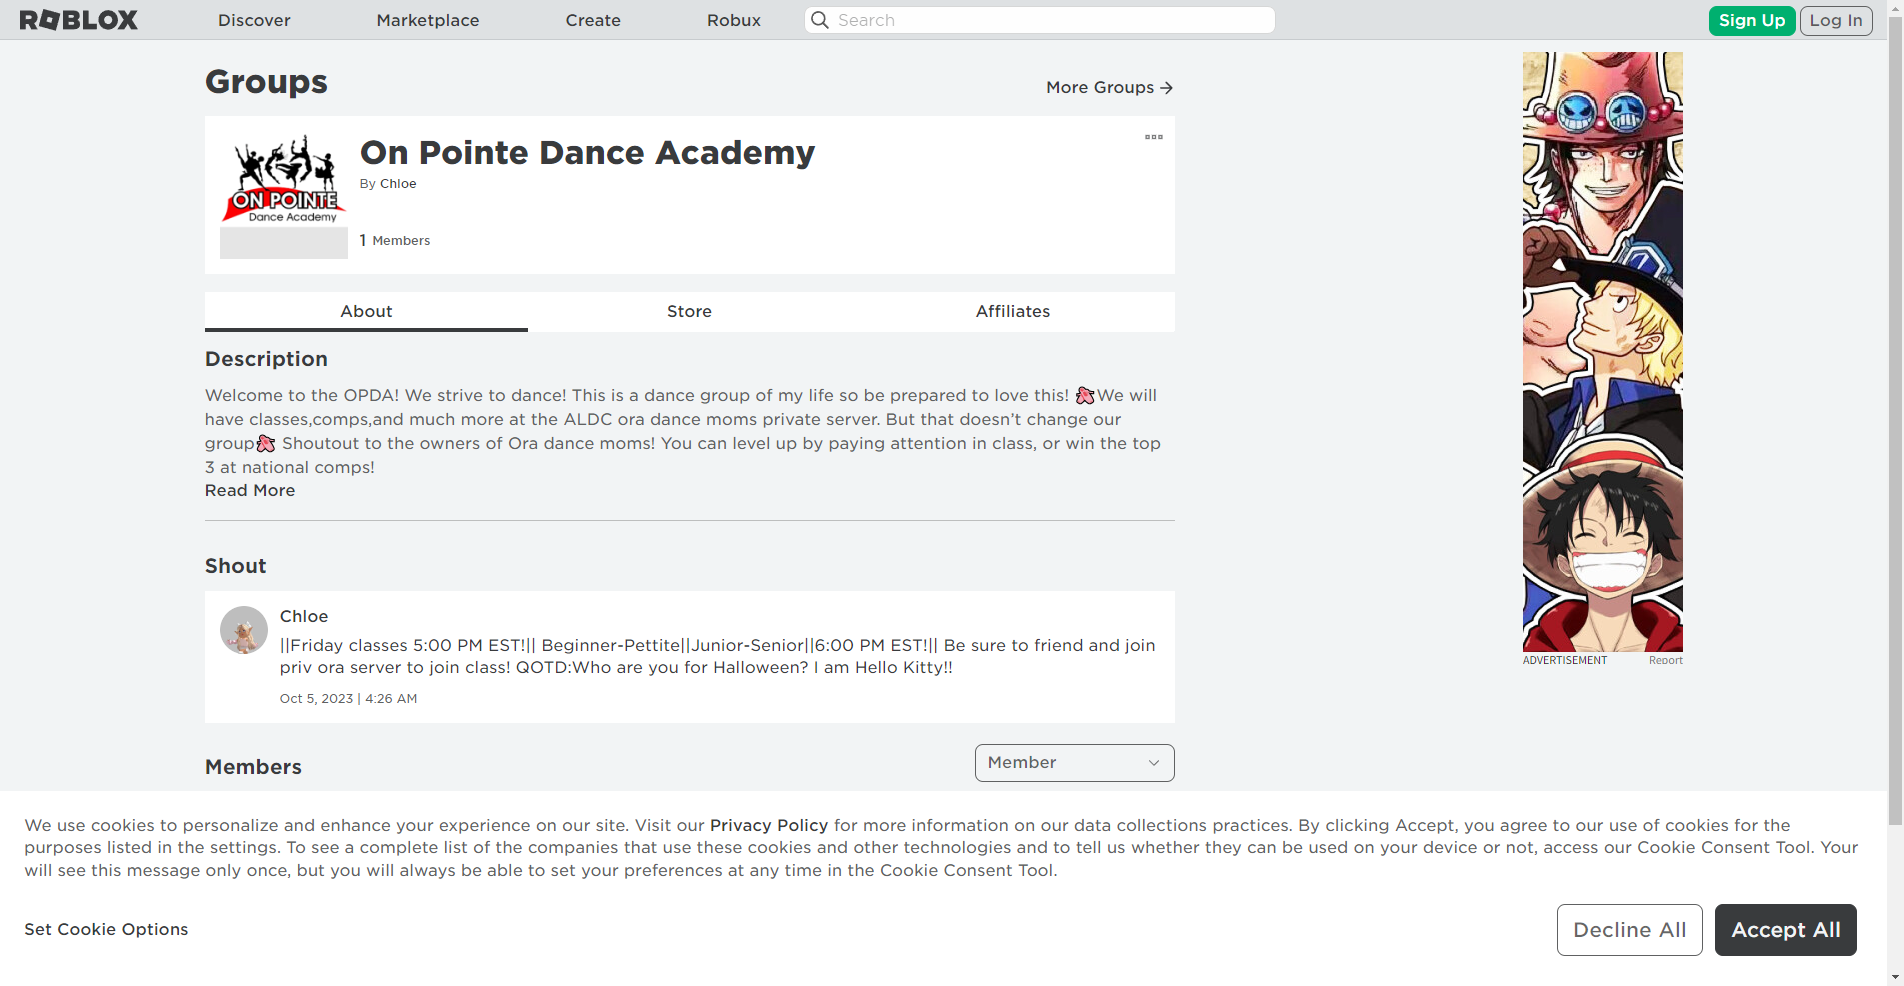 ROBLOX
Discover
Marketplace
Create
Robux
Search
Sign Up
Log In
Groups
More Groups
ON POINTE
Dance Academy
On Pointe Dance Academy
By Chloe
1 Members
About
Store
Affiliates
Description
Welcome to the OPDA! We strive to dance! This is a dance group of my life so be prepared to love this! 🌺We will
have classes,comps,and much more at the ALDC ora dance moms private server. But that doesn’t change our
group🌺 Shoutout to the owners of Ora dance moms! You can level up by paying attention in class, or win the top
3 at national comps!
Read More
Shout
Chloe
||Friday classes 5:00 PM EST!|| Beginner-Pettite||Junior-Senior||6:00 PM EST!|| Be sure to friend and join
priv ora server to join class! QOTD:Who are you for Halloween? I am Hello Kitty!!
Oct 5, 2023 | 4:26 AM
ADVERTISEMENT
Report
Members
Member
We use cookies to personalize and enhance your experience on our site. Visit our Privacy Policy for more information on our data collections practices. By clicking Accept, you agree to our use of cookies for the
purposes listed in the settings. To see a complete list of the companies that use these cookies and other technologies and to tell us whether they can be used on your device or not, access our Cookie Consent Tool. Your
will see this message only once, but you will always be able to set your preferences at any time in the Cookie Consent Tool.
Set Cookie Options
Decline All
Accept All